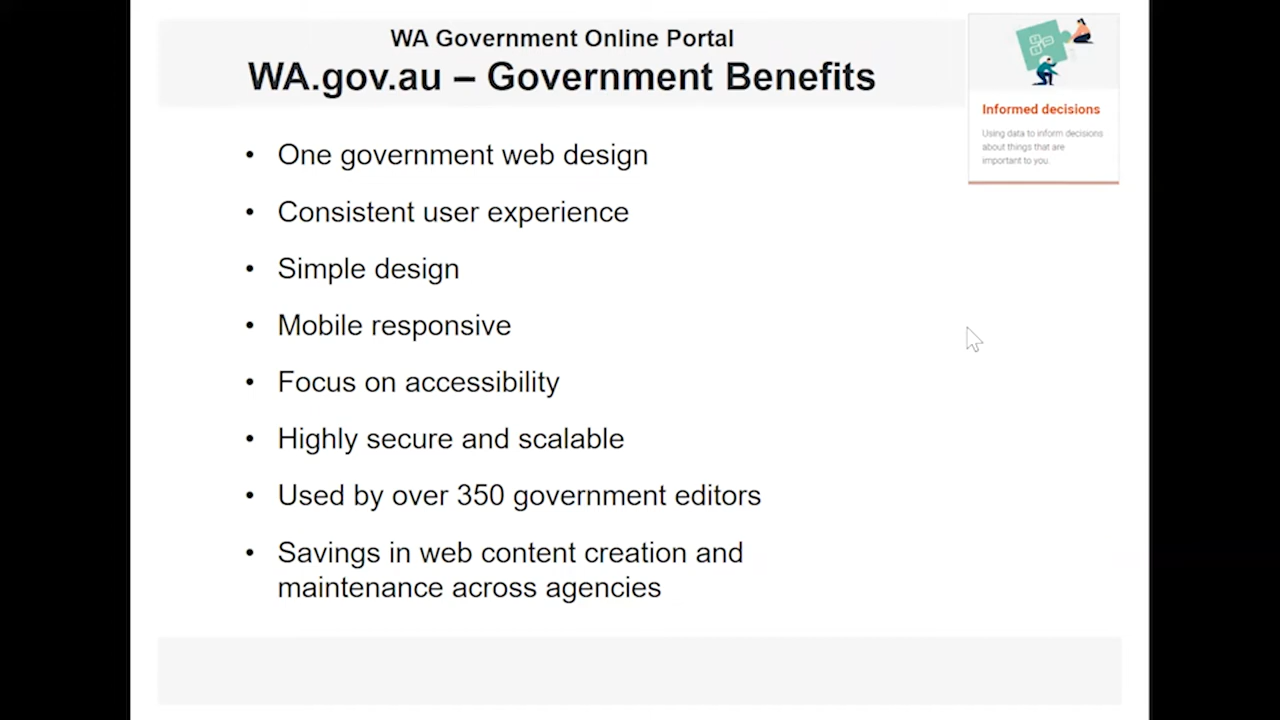 WA Government Online Portal
WA.gov.au – Government Benefits
Informed decisions
Using data to inform decisions
about things that are
important to you.
• One government web design
• Consistent user experience
• Simple design
• Mobile responsive
• Focus on accessibility
• Highly secure and scalable
• Used by over 350 government editors
• Savings in web content creation and
maintenance across agencies